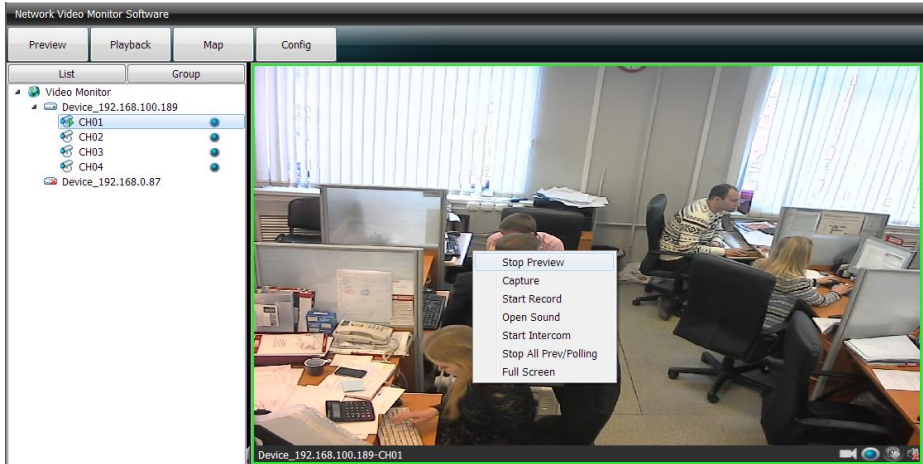 Network Video Monitor Software
Preview Playback Map Config
List Group
Video Monitor
Device_192.168.100.189
CH01
CH02
CH03
CH04
Device_192.168.0.87
Stop Preview
Capture
Start Record
Open Sound
Start Intercom
Stop All Prev/Polling
Full Screen
Device_192.168.100.189-CH01